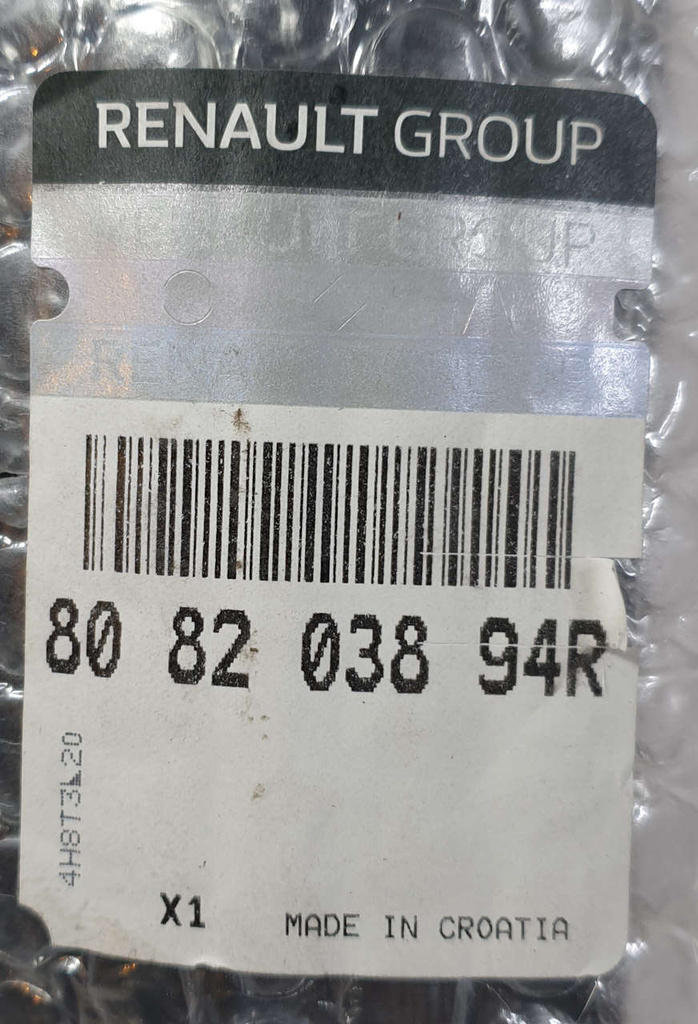 RENAULT GROUP
80 82 038 94R
4H8T3L20
X1
MADE IN CROATIA